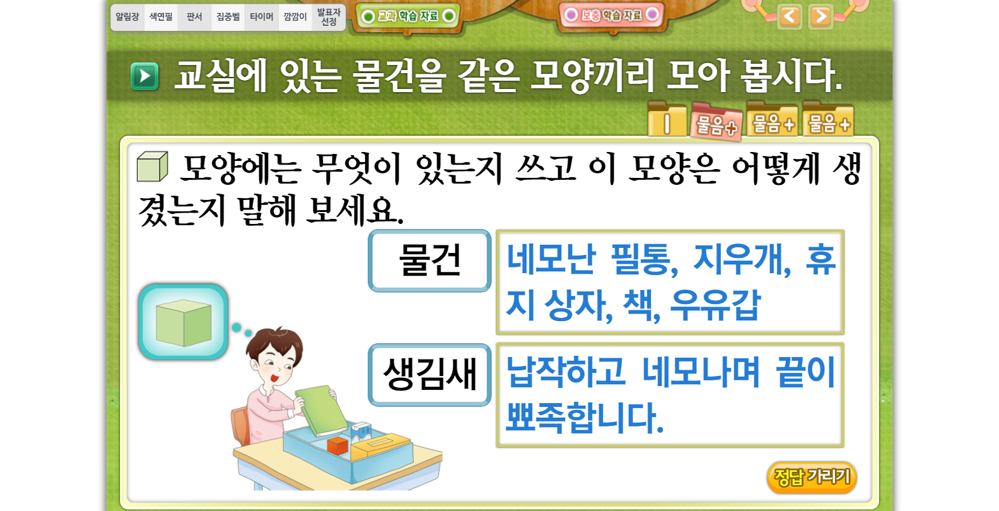 알림장 색연필 판서 집중벨 타이머 깜깜이 발표자 선정
교과 학습 자료 보충 학습 자료
교실에 있는 물건을 같은 모양끼리 모아 봅시다.
1 물음+ 물음+ 물음+
모양에는 무엇이 있는지 쓰고 이 모양은 어떻게 생
겼는지 말해 보세요.
물건
네모난 필통, 지우개, 휴
지 상자, 책, 우유갑
생김새
납작하고 네모나며 끝이
뾰족합니다.
우유
정답 가리기